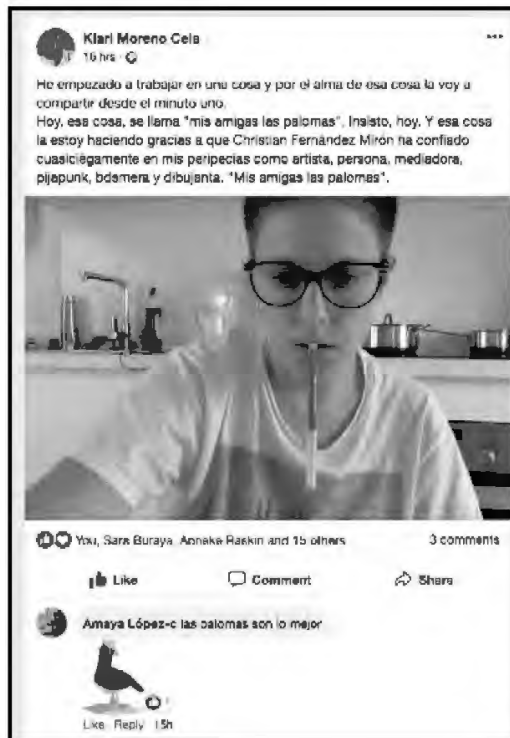 Klari Moreno Cela
16 hrs
He empezado a trabajar en una cosa y por el alma de esa cosa la voy a
compartir desde el minuto uno.
Hoy, esa cosa, se llama "mis amigas las palomas". Insisto, hoy. Y esa cosa
la estoy haciendo gracias a que Christian Fernández Mirón ha confiado
cuasiciégamente en mis peripecias como artista, persona, mediadora,
pijapunk, bdsmera y dibujanta. "Mis amigas las palomas".
You, Sara Buraya, Anneke Raskin and 15 others
3 comments
Like
Comment
Share
Amaya López-c las palomas son lo mejor
1
Like Reply 15h